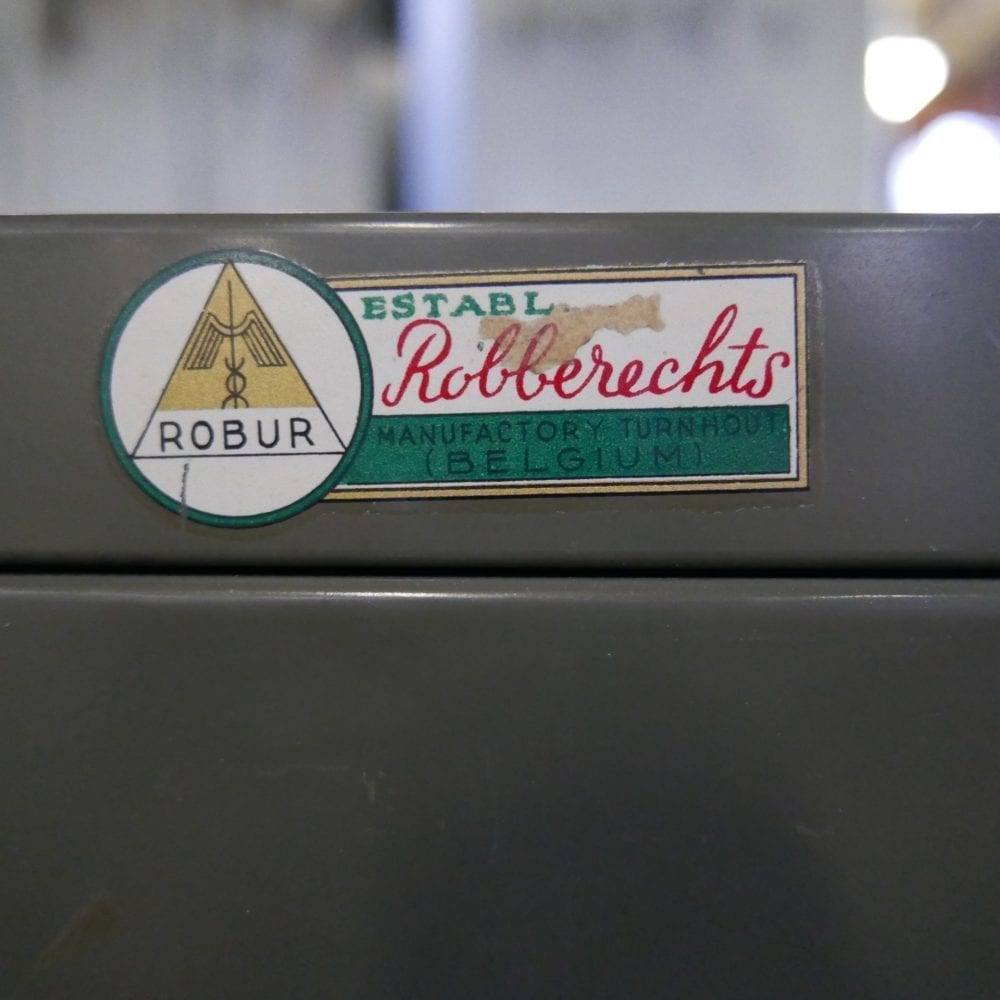 ROBUR
ESTABL.
Robberechts
MANUFACTORY TURNHOUT
(BELGIUM)